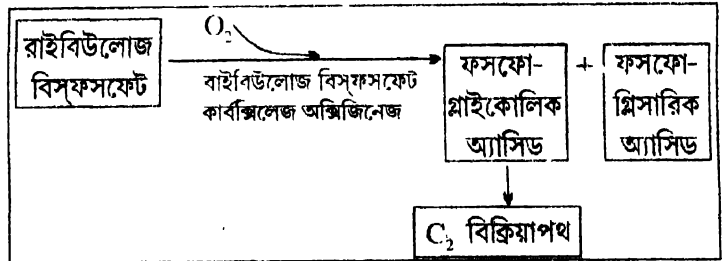 O₂
রাইবিউলোজ
বিস্ফসফেট
বাইবিউলোজ বিস্ফসফেট
কার্বক্সিলেজ অক্সিজিনেজ
ফসফো-
গ্লাইকোলিক
অ্যাসিড
+
ফসফো-
গ্লিসারিক
অ্যাসিড
C₂ বিক্রিয়াপথ